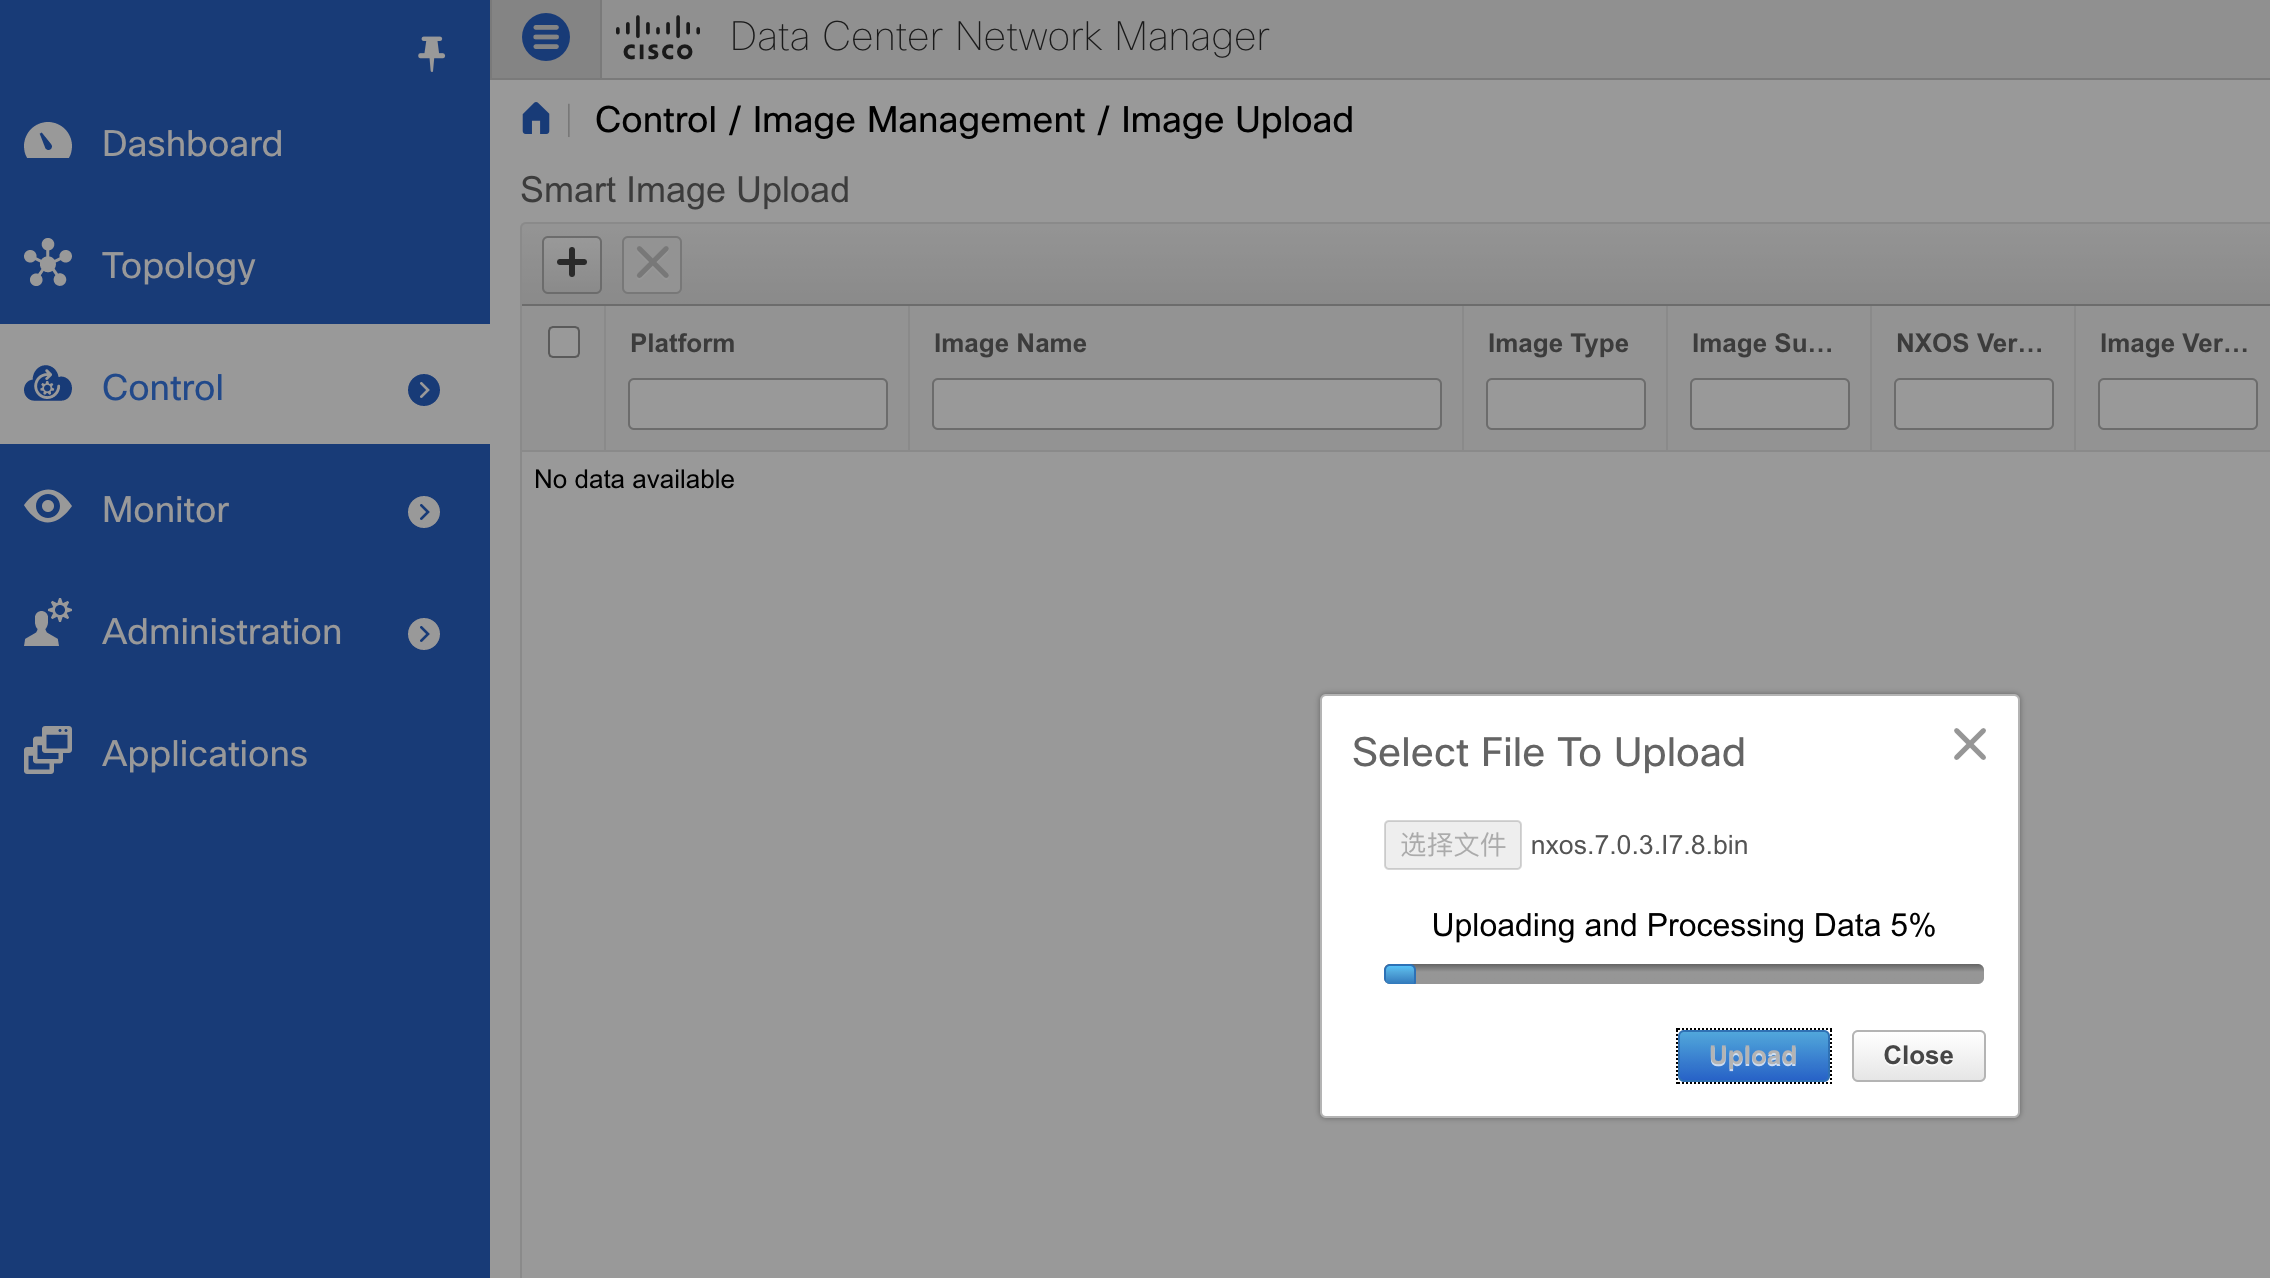 Dashboard
Topology
Control
Monitor
Administration
Applications
CISCO Data Center Network Manager
Control / Image Management / Image Upload
Smart Image Upload
Platform Image Name Image Type Image Su... NXOS Ver... Image Ver...
No data available
Select File To Upload
选择文件 nxos.7.0.3.I7.8.bin
Uploading and Processing Data 5%
Upload Close